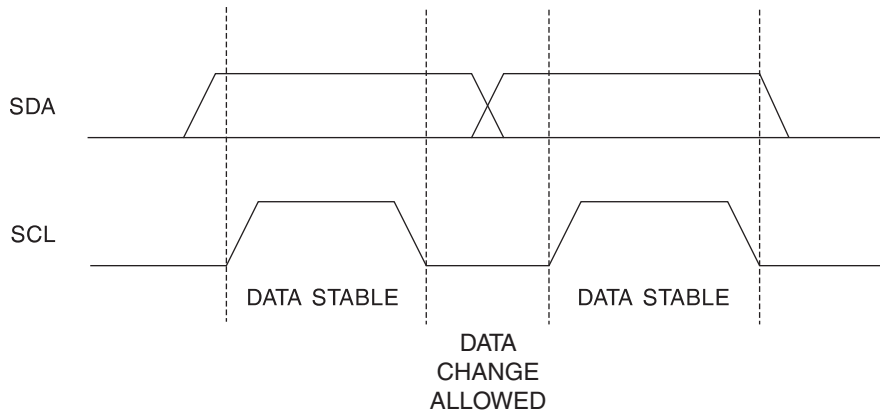 SDA
SCL
DATA STABLE
DATA STABLE
DATA
CHANGE
ALLOWED